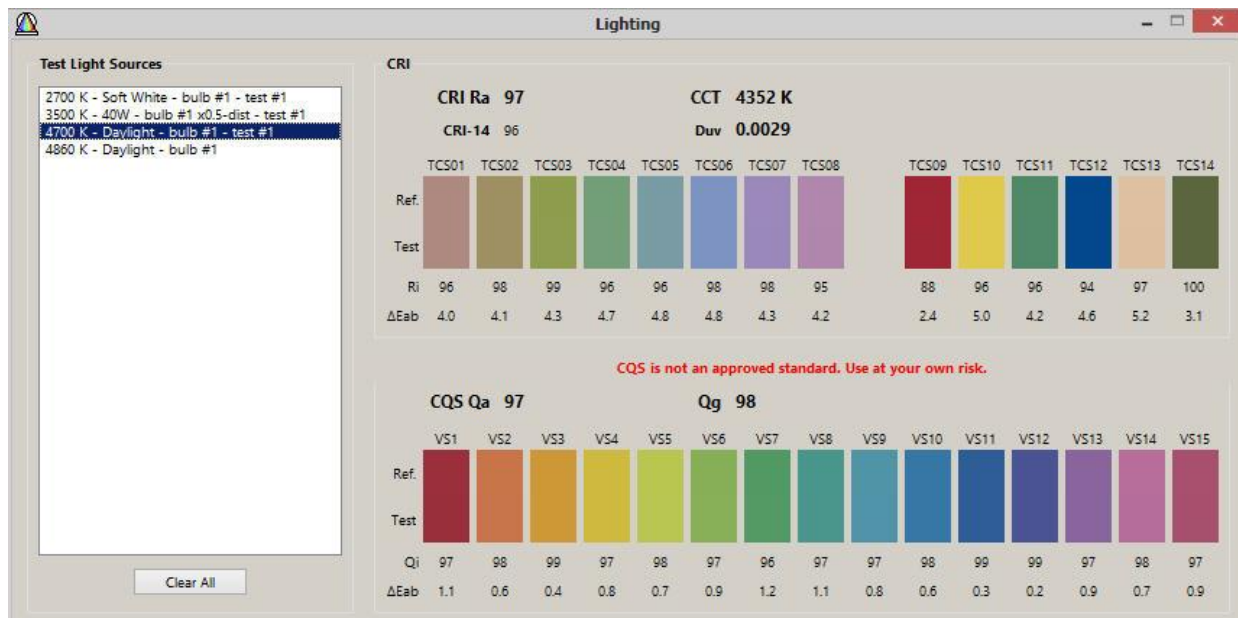 Lighting
Test Light Sources
2700 K - Soft White - bulb #1 - test #1
3500 K - 40W - bulb #1 x0.5-dist - test #1
4700 K - Daylight - bulb #1 - test #1
4860 K - Daylight - bulb #1
Clear All
CRI
CRI Ra 97 CCT 4352 K
CRI-14 96 Duv 0.0029
TCS01 TCS02 TCS03 TCS04 TCS05 TCS06 TCS07 TCS08 TCS09 TCS10 TCS11 TCS12 TCS13 TCS14
Ref.
Test
Ri 96 98 99 96 96 98 98 95 88 96 96 94 97 100
ΔEab 4.0 4.1 4.3 4.7 4.8 4.8 4.3 4.2 2.4 5.0 4.2 4.6 5.2 3.1
CQS is not an approved standard. Use at your own risk.
CQS Qa 97 Qg 98
VS1 VS2 VS3 VS4 VS5 VS6 VS7 VS8 VS9 VS10 VS11 VS12 VS13 VS14 VS15
Ref.
Test
Qi 97 98 99 97 98 97 96 97 97 98 99 99 97 98 97
ΔEab 1.1 0.6 0.4 0.8 0.7 0.9 1.2 1.1 0.8 0.6 0.3 0.2 0.9 0.7 0.9